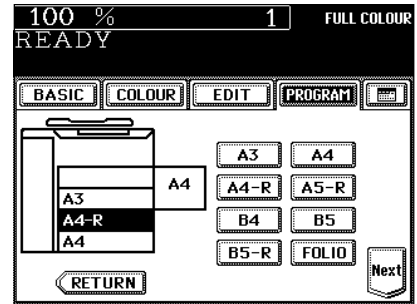 100 % 1 FULL COLOUR
READY
BASIC COLOUR EDIT PROGRAM
A4
A3
A4-R
A4
A3 A4
A4-R A5-R
B4 B5
B5-R FOLIO
Next
RETURN